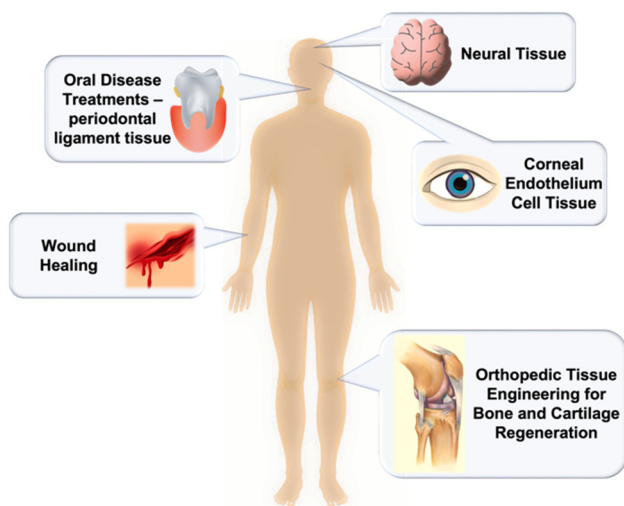 Neural Tissue
Oral Disease
Treatments –
periodontal
ligament tissue
Corneal
Endothelium
Cell Tissue
Wound
Healing
Orthopedic Tissue
Engineering for
Bone and Cartilage
Regeneration